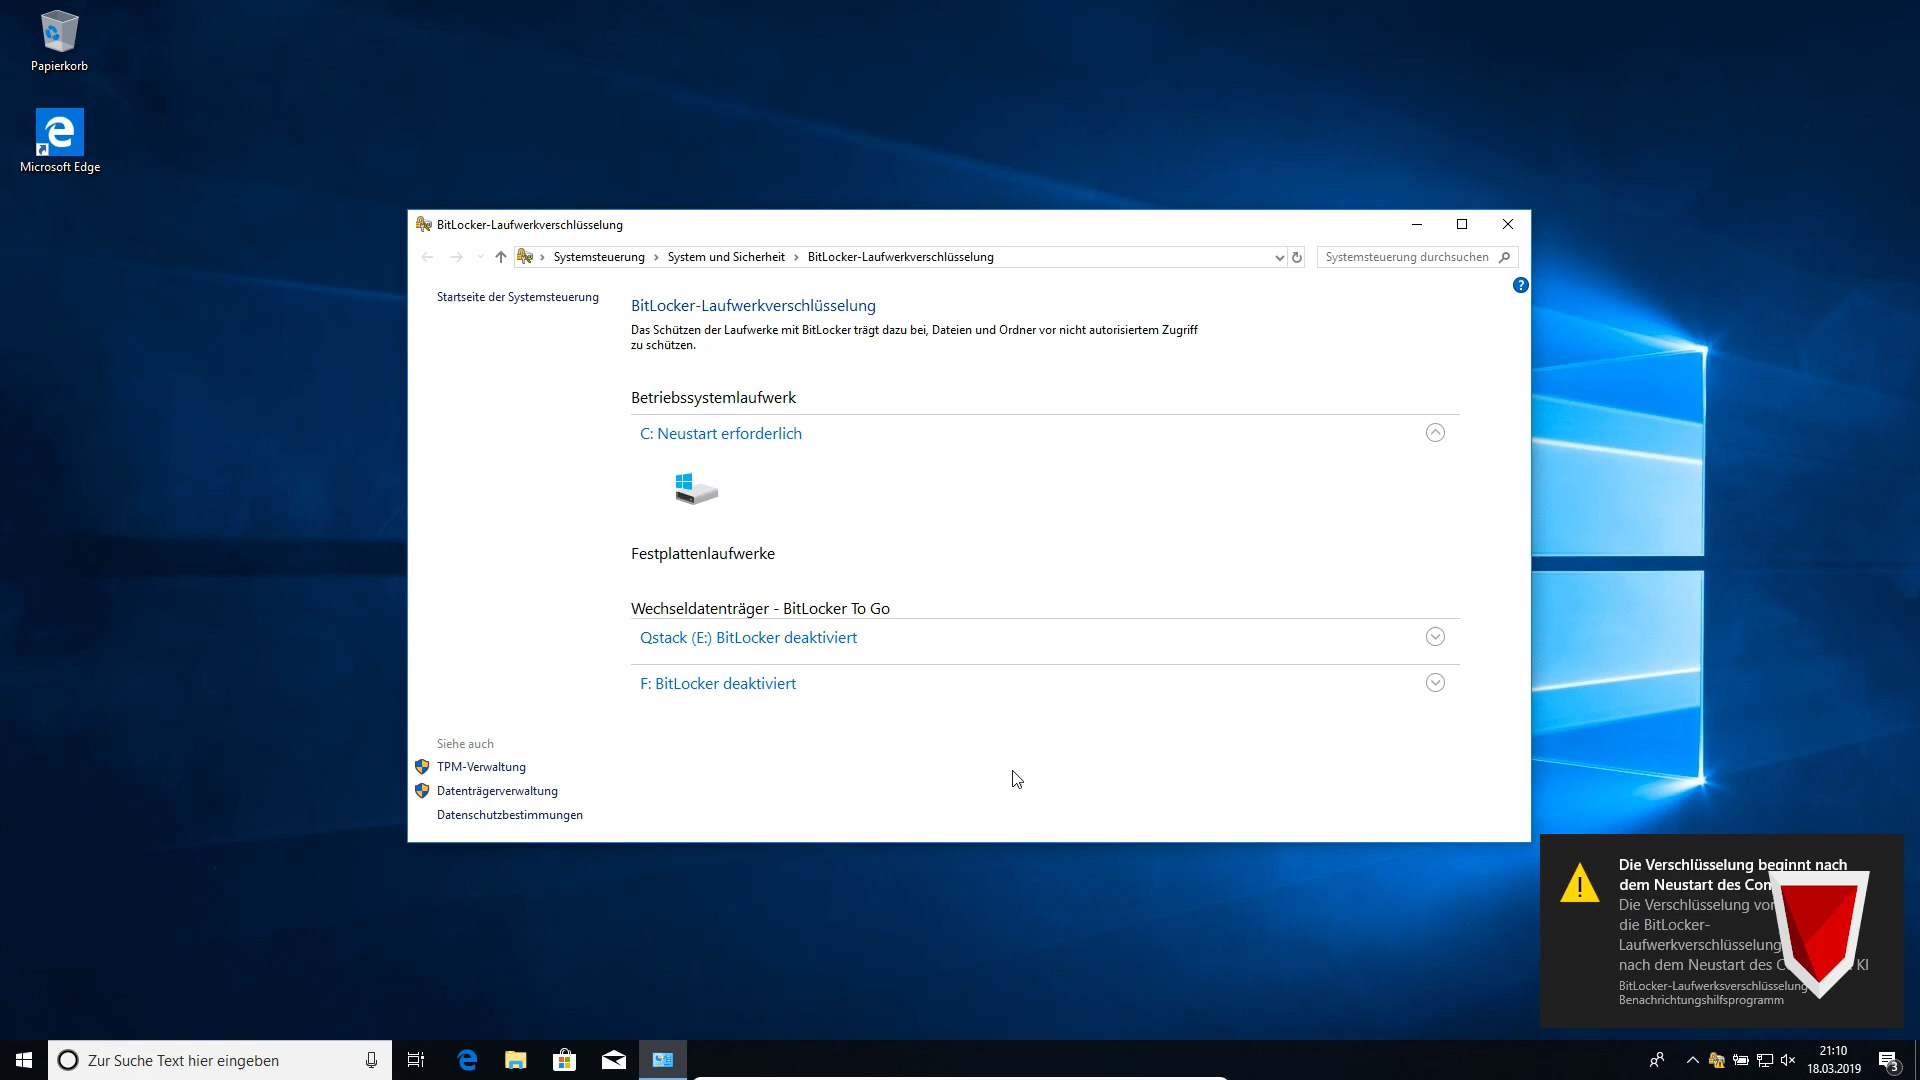 Papierkorb
Microsoft Edge
BitLocker-Laufwerkverschlüsselung
Systemsteuerung
System und Sicherheit
BitLocker-Laufwerkverschlüsselung
Systemsteuerung durchsuchen
?
Startseite der Systemsteuerung
BitLocker-Laufwerkverschlüsselung
Das Schützen der Laufwerke mit BitLocker trägt dazu bei, Dateien und Ordner vor nicht autorisiertem Zugriff
zu schützen.
Betriebssystemlaufwerk
C: Neustart erforderlich
Festplattenlaufwerke
Wechseldatenträger - BitLocker To Go
Qstack (E:) BitLocker deaktiviert
F: BitLocker deaktiviert
Siehe auch
TPM-Verwaltung
Datenträgerverwaltung
Datenschutzbestimmungen
Die Verschlüsselung beginnt nach
dem Neustart des
Die Verschlüsselung
die BitLocker-
Laufwerkverschlüsselung
nach dem Neustart des
BitLocker-Laufwerksverschlüsselung
Benachrichtigungshilfsprogramm
Zur Suche Text hier eingeben
21:10
18.03.2019
3